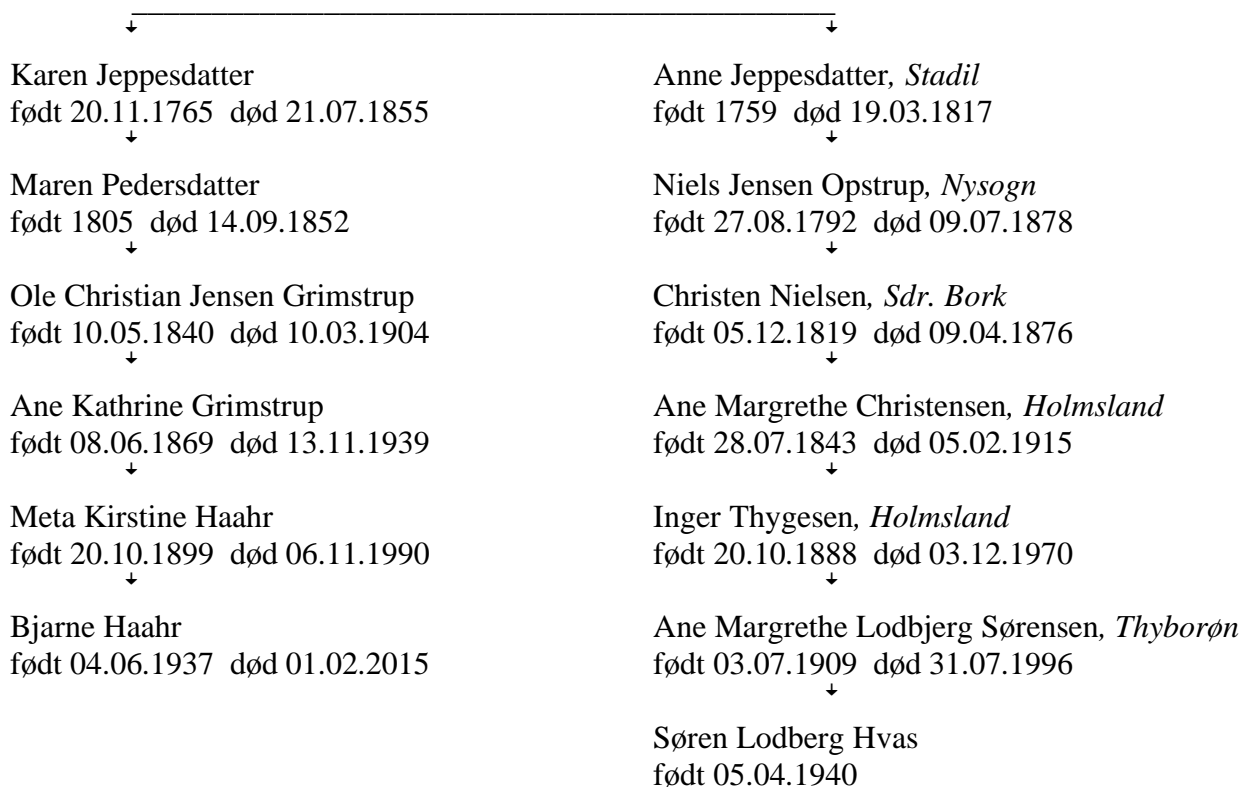 Karen Jeppesdatter
født 20.11.1765 død 21.07.1855
Maren Pedersdatter
født 1805 død 14.09.1852
Ole Christian Jensen Grimstrup
født 10.05.1840 død 10.03.1904
Ane Kathrine Grimstrup
født 08.06.1869 død 13.11.1939
Meta Kirstine Haahr
født 20.10.1899 død 06.11.1990
Bjarne Haahr
født 04.06.1937 død 01.02.2015
Anne Jeppesdatter, Stadil
født 1759 død 19.03.1817
Niels Jensen Opstrup, Nysogn
født 27.08.1792 død 09.07.1878
Christen Nielsen, Sdr. Bork
født 05.12.1819 død 09.04.1876
Ane Margrethe Christensen, Holmsland
født 28.07.1843 død 05.02.1915
Inger Thygesen, Holmsland
født 20.10.1888 død 03.12.1970
Ane Margrethe Lodbjerg Sørensen, Thyborøn
født 03.07.1909 død 31.07.1996
Søren Lodberg Hvas
født 05.04.1940